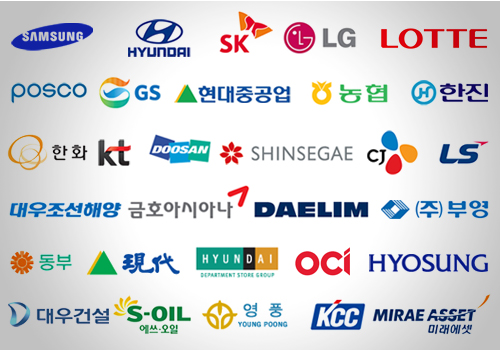 SAMSUNG
HYUNDAI
SK
LG
LOTTE
posco
GS
현대중공업
농협
한진
한화
kt
DOOSAN
SHINSEGAE
CJ
LS
대우조선해양
금호아시아나
DAELIM
(주)부영
동부
現代
HYUNDAI
DEPARTMENT STORE GROUP
OCI
HYOSUNG
대우건설
S-OIL
에쓰-오일
영풍
YOUNG POONG
KCC
MIRAE ASSET
미래에셋